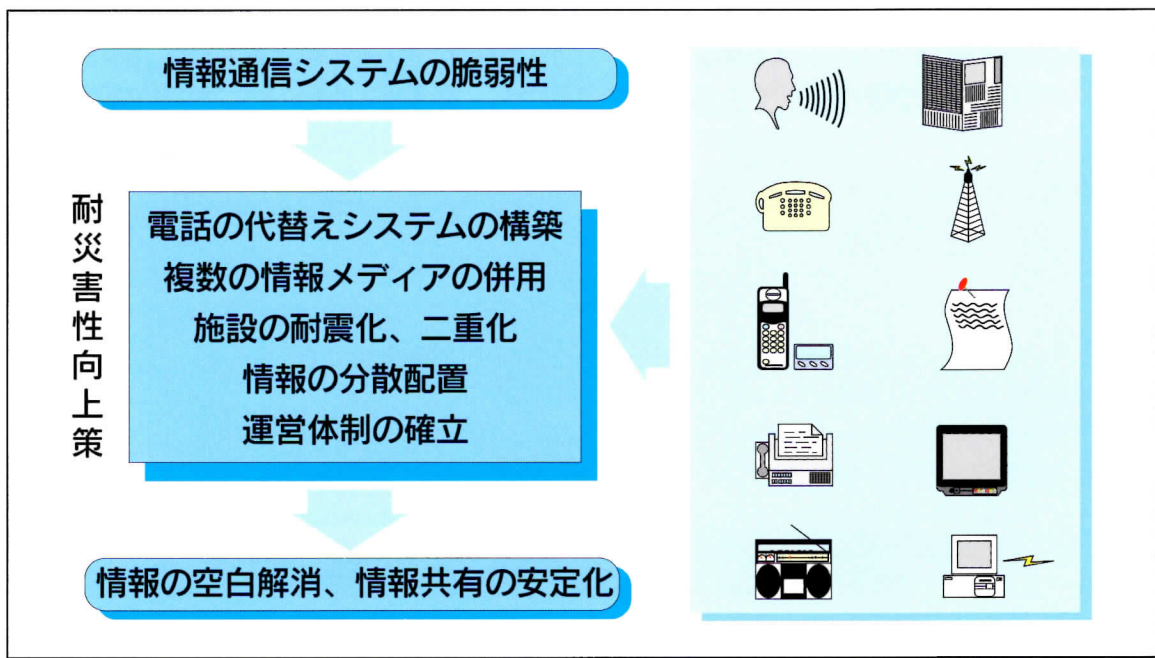 情報通信システムの脆弱性
耐災害性向上策
電話の代替えシステムの構築
複数の情報メディアの併用
施設の耐震化、二重化
情報の分散配置
運営体制の確立
情報の空白解消、情報共有の安定化